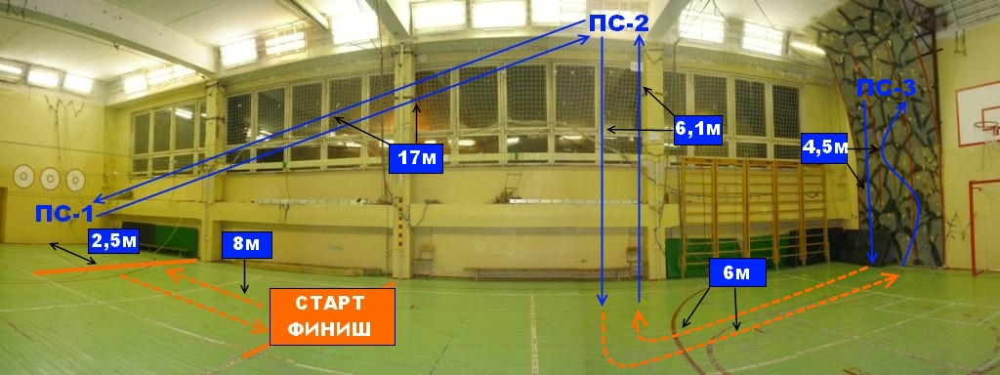 ПС-2
ПС-3
6,1м
4,5м
17м
ПС-1
2,5м
8м
6м
СТАРТ
ФИНИШ